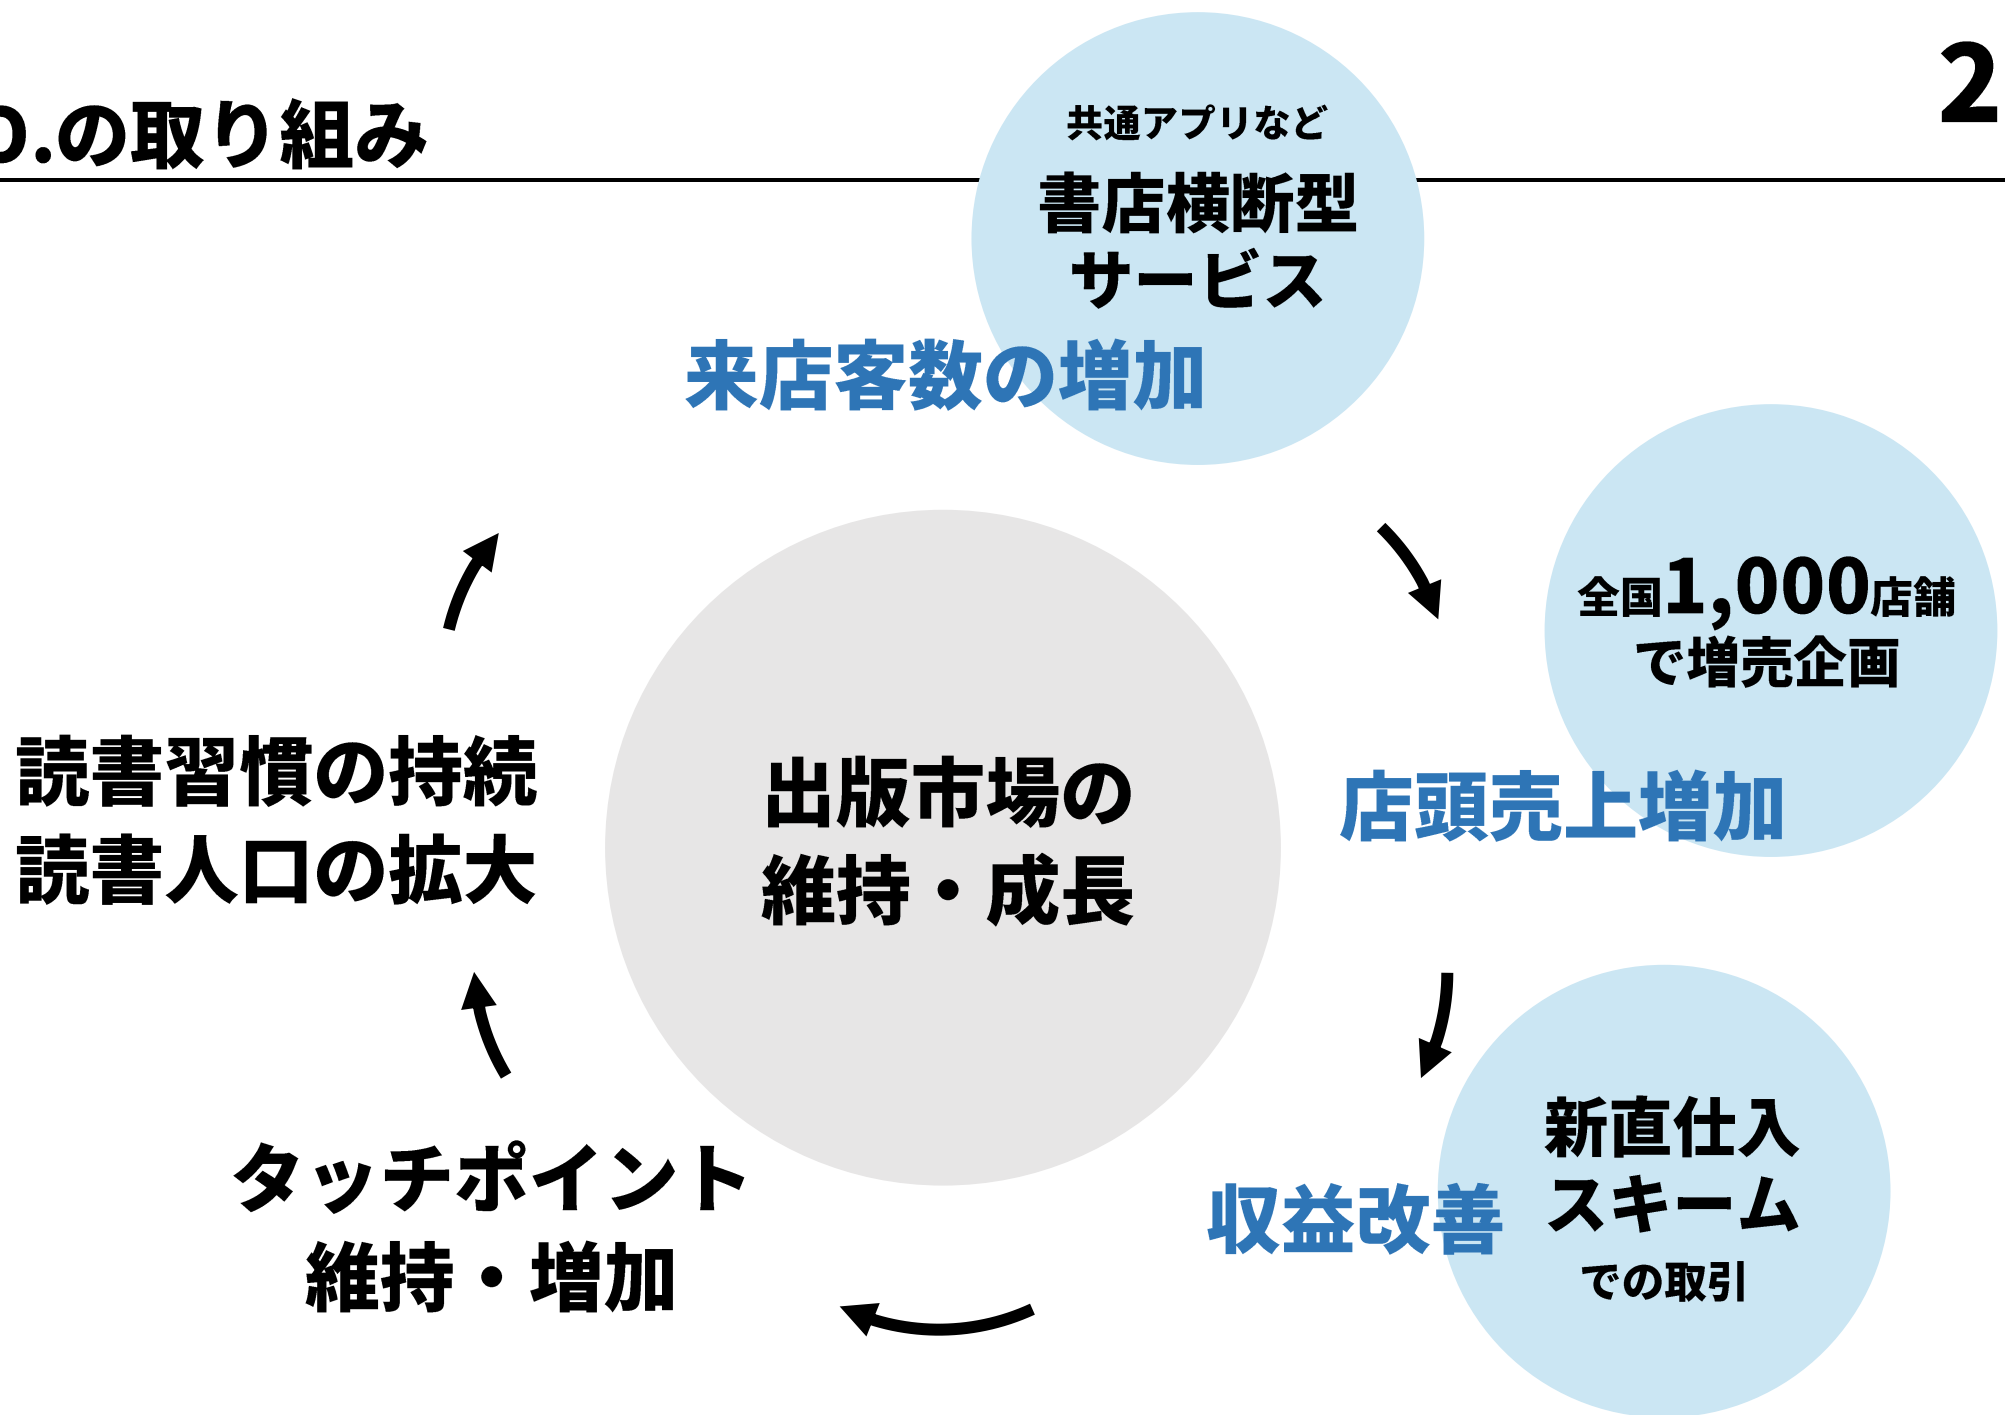 D.の取り組み
2
共通アプリなど
書店横断型
サービス
来店客数の増加
全国1,000店舗
で増売企画
店頭売上増加
新直仕入
スキーム
での取引
収益改善
タッチポイント
維持・増加
読書習慣の持続
読書人口の拡大
出版市場の
維持・成長